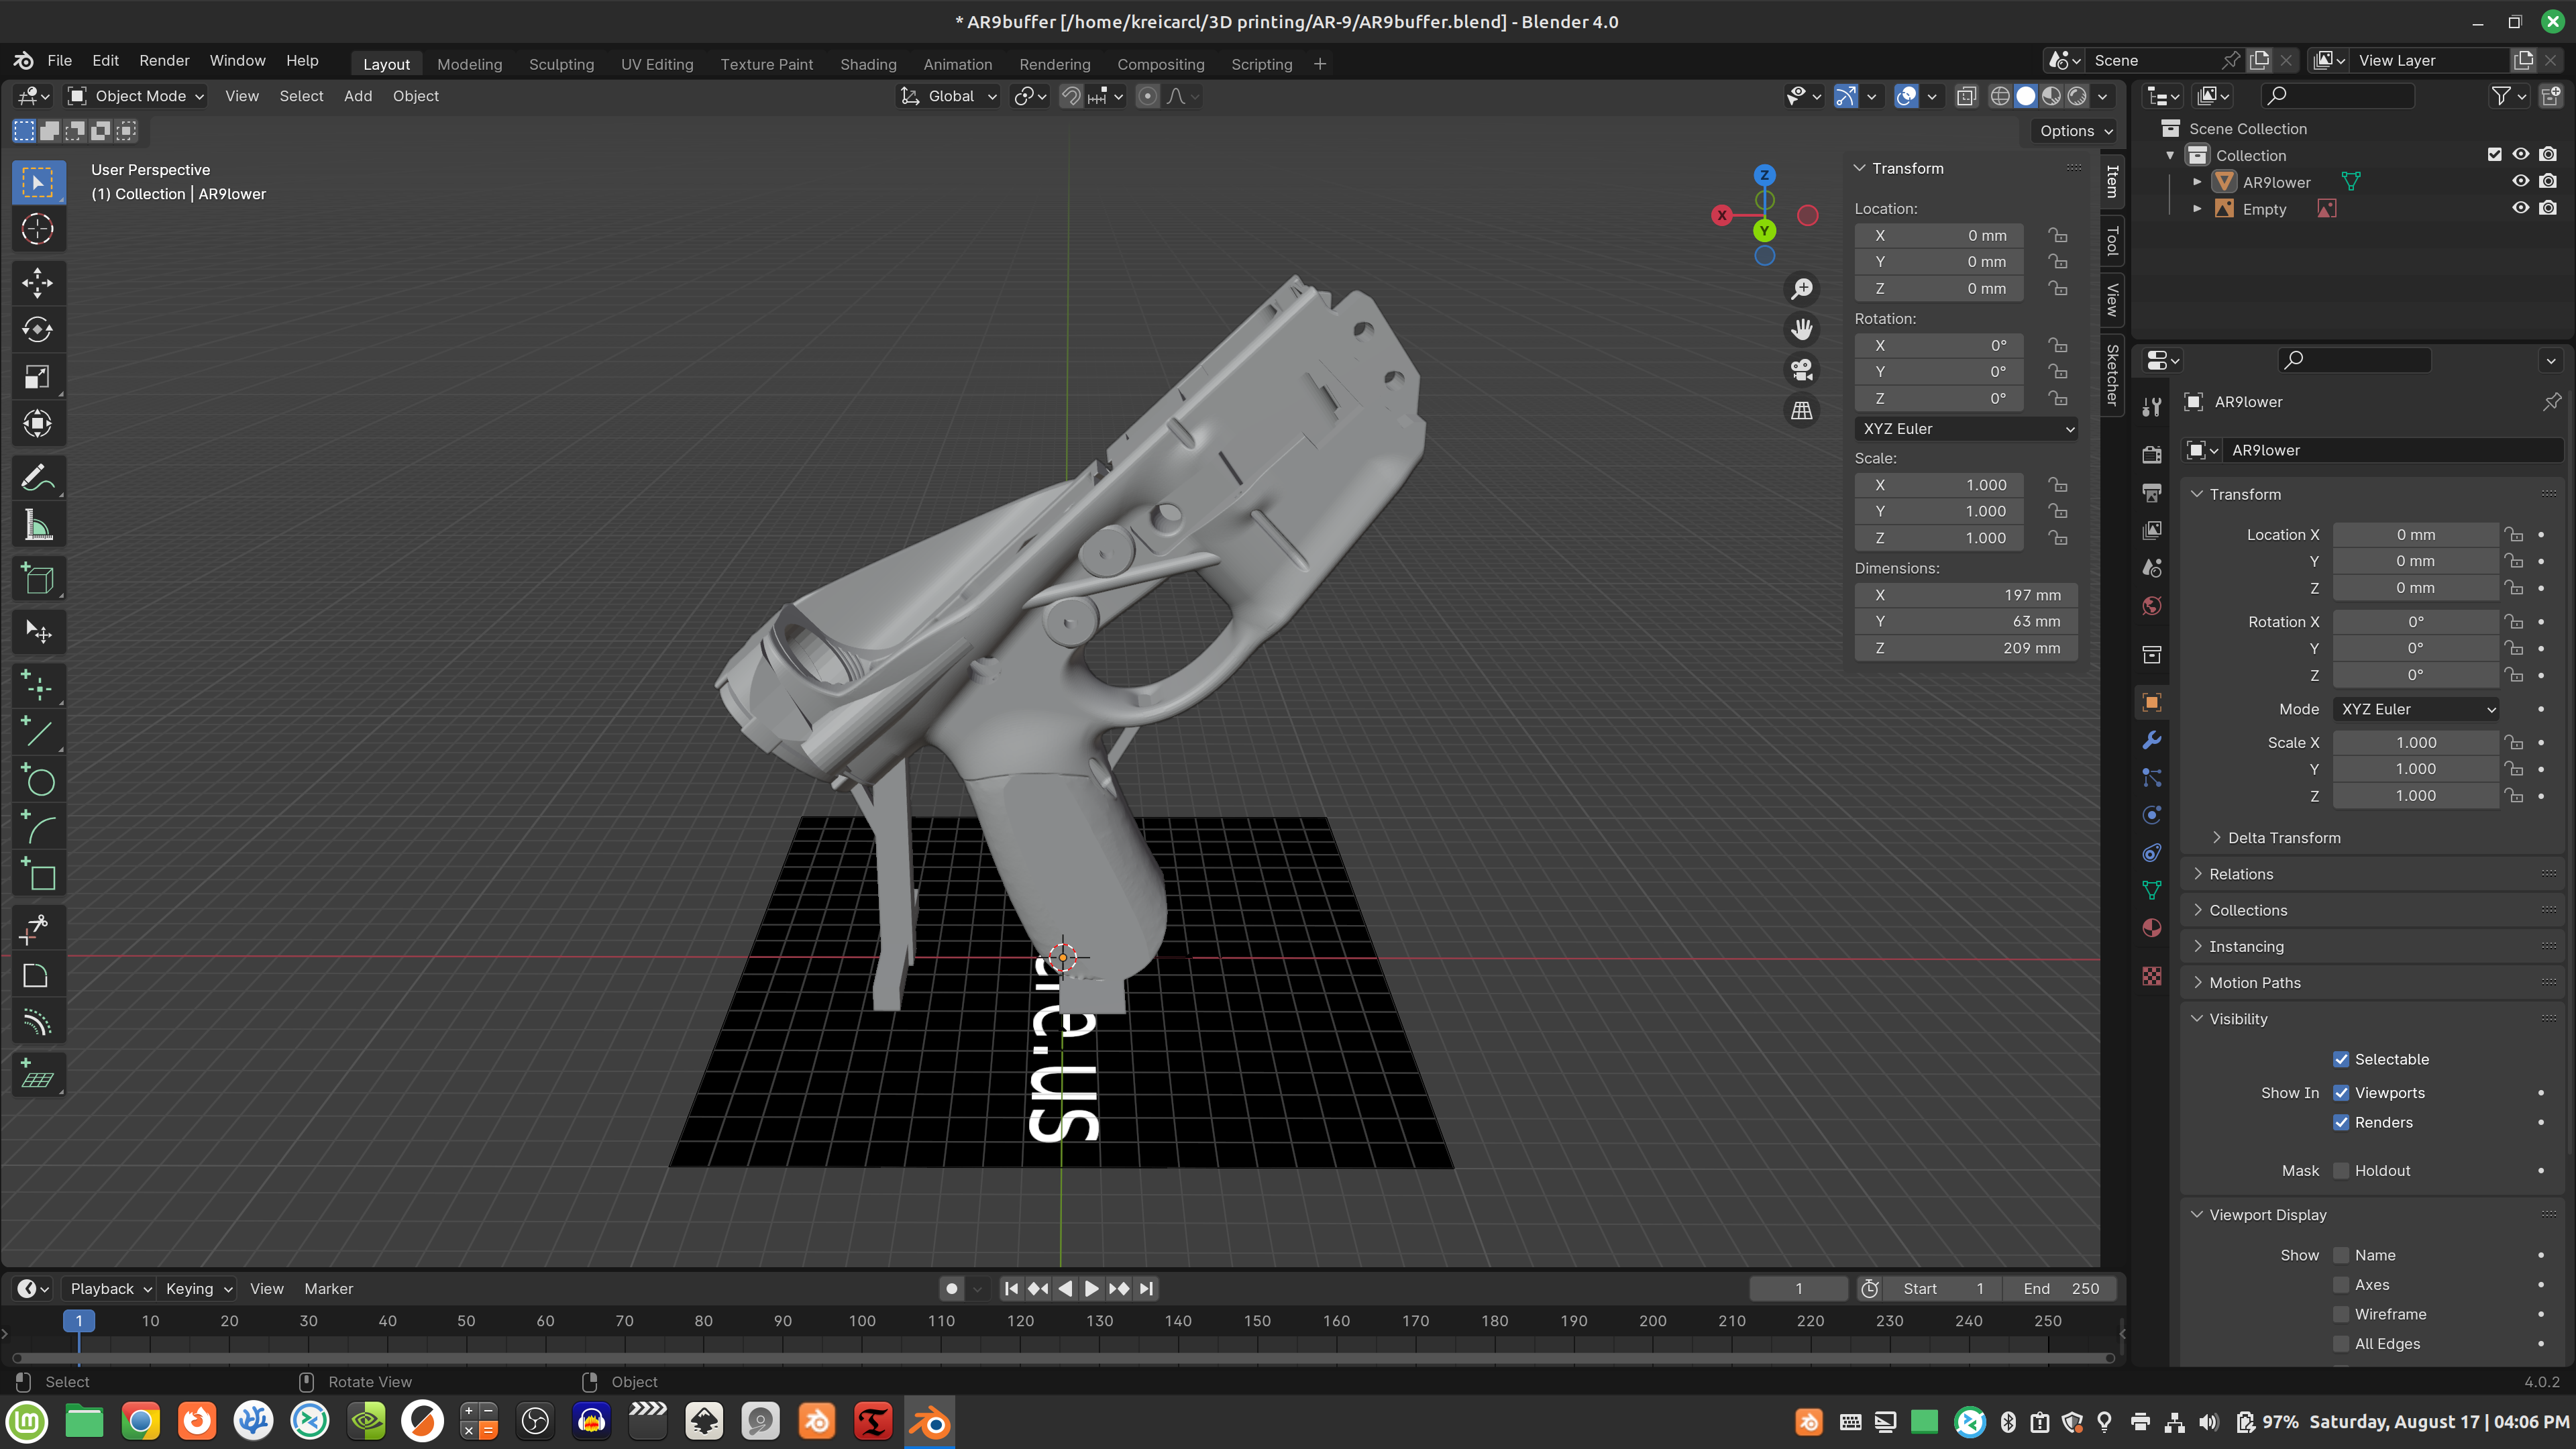 * AR9buffer [/home/kreicarcl/3D printing/AR-9/AR9buffer.blend] - Blender 4.0
File Edit Render Window Help Layout Modeling Sculpting UV Editing Texture Paint Shading Animation Rendering Compositing Scripting + Scene View Layer
Object Mode View Select Add Object Global
Options
User Perspective
(1) Collection | AR9lower
Z
X
Y
Transform
Location:
X 0 mm
Y 0 mm
Z 0 mm
Rotation:
X 0°
Y 0°
Z 0°
XYZ Euler
Scale:
X 1.000
Y 1.000
Z 1.000
Dimensions:
X 197 mm
Y 63 mm
Z 209 mm
Item
Tool
View
Sketcher
Scene Collection
Collection
AR9lower
Empty
AR9lower
AR9lower
Transform
Location X 0 mm
Y 0 mm
Z 0 mm
Rotation X 0°
Y 0°
Z 0°
Mode XYZ Euler
Scale X 1.000
Y 1.000
Z 1.000
Delta Transform
Relations
Collections
Instancing
Motion Paths
Visibility
Selectable
Show In Viewports
Renders
Mask Holdout
Viewport Display
Show Name
Axes
Wireframe
All Edges
Playback Keying View Marker 1 Start 1 End 250
1 10 20 30 40 50 60 70 80 90 100 110 120 130 140 150 160 170 180 190 200 210 220 230 240 250
Select Rotate View Object 4.0.2
97% Saturday, August 17 | 04:06 PM